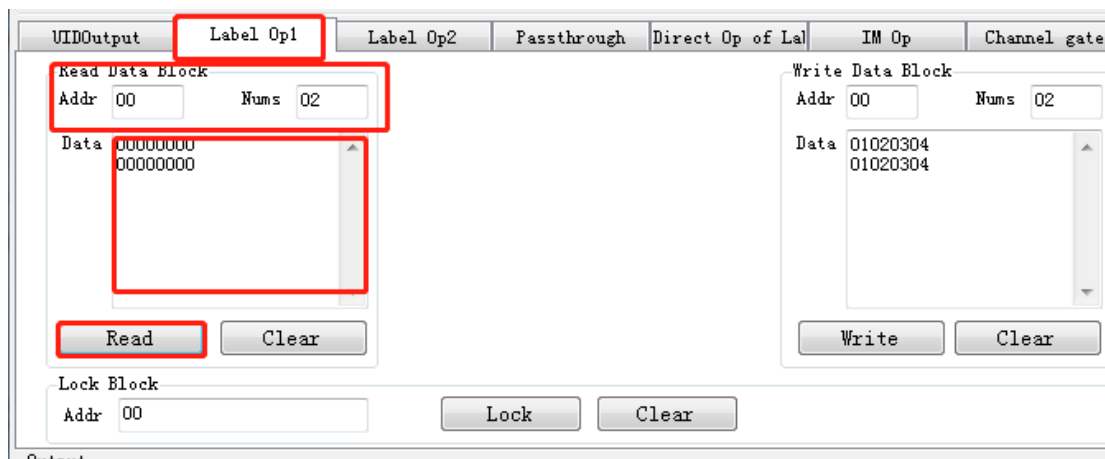 UIDOutput Label Op1 Label Op2 Passthrough Direct Op of Lal IM Op Channel gate
Read Data Block
Addr 00 Nums 02
Data 00000000
00000000
Read Clear
Write Data Block
Addr 00 Nums 02
Data 01020304
01020304
Write Clear
Lock Block
Addr 00 Lock Clear
Output